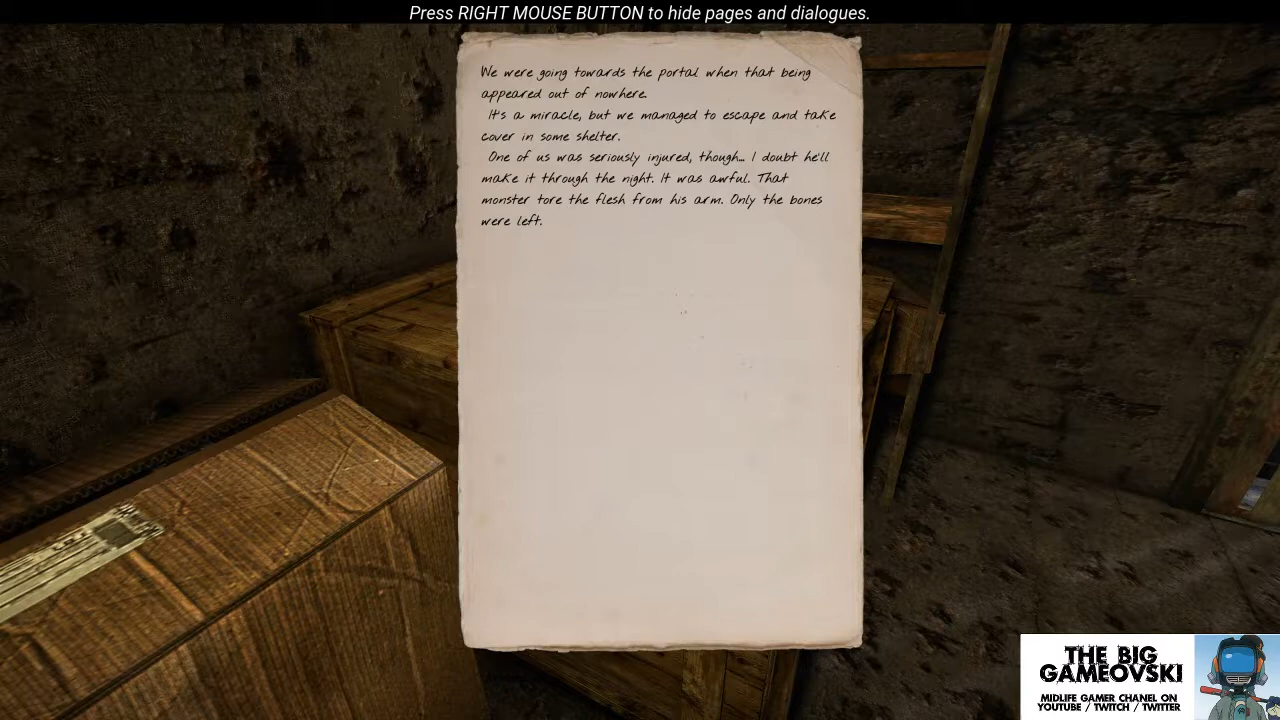 Press RIGHT MOUSE BUTTON to hide pages and dialogues.
We were going towards the portal when that being
appeared out of nowhere.
It's a miracle, but we managed to escape and take
cover in some shelter.
One of us was seriously injured, though... I doubt he'll
make it through the night. It was awful. That
monster tore the flesh from his arm. Only the bones
were left.
THE BIG
GAMEOVSKI
MIDLIFE GAMER CHANEL ON
YOUTUBE / TWITCH / TWITTER